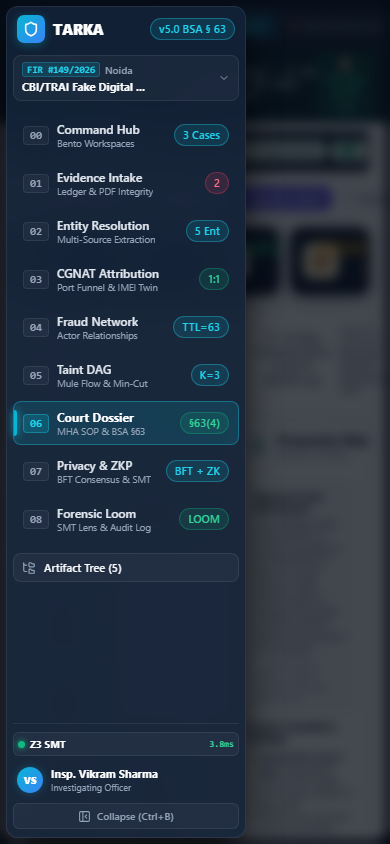 TARKA
v5.0 BSA § 63
FIR #149/2026 Noida
CBI/TRAI Fake Digital ...
00 Command Hub 3 Cases
Bento Workspaces
01 Evidence Intake 2
Ledger & PDF Integrity
02 Entity Resolution 5 Ent
Multi-Source Extraction
03 CGNAT Attribution 1:1
Port Funnel & IMEI Twin
04 Fraud Network TTL=63
Actor Relationships
05 Taint DAG K=3
Mule Flow & Min-Cut
06 Court Dossier §63(4)
MHA SOP & BSA §63
07 Privacy & ZKP BFT + ZK
BFT Consensus & SMT
08 Forensic Loom LOOM
SMT Lens & Audit Log
Artifact Tree (5)
Z3 SMT 3.8ms
VS Insp. Vikram Sharma
Investigating Officer
Collapse (Ctrl+B)